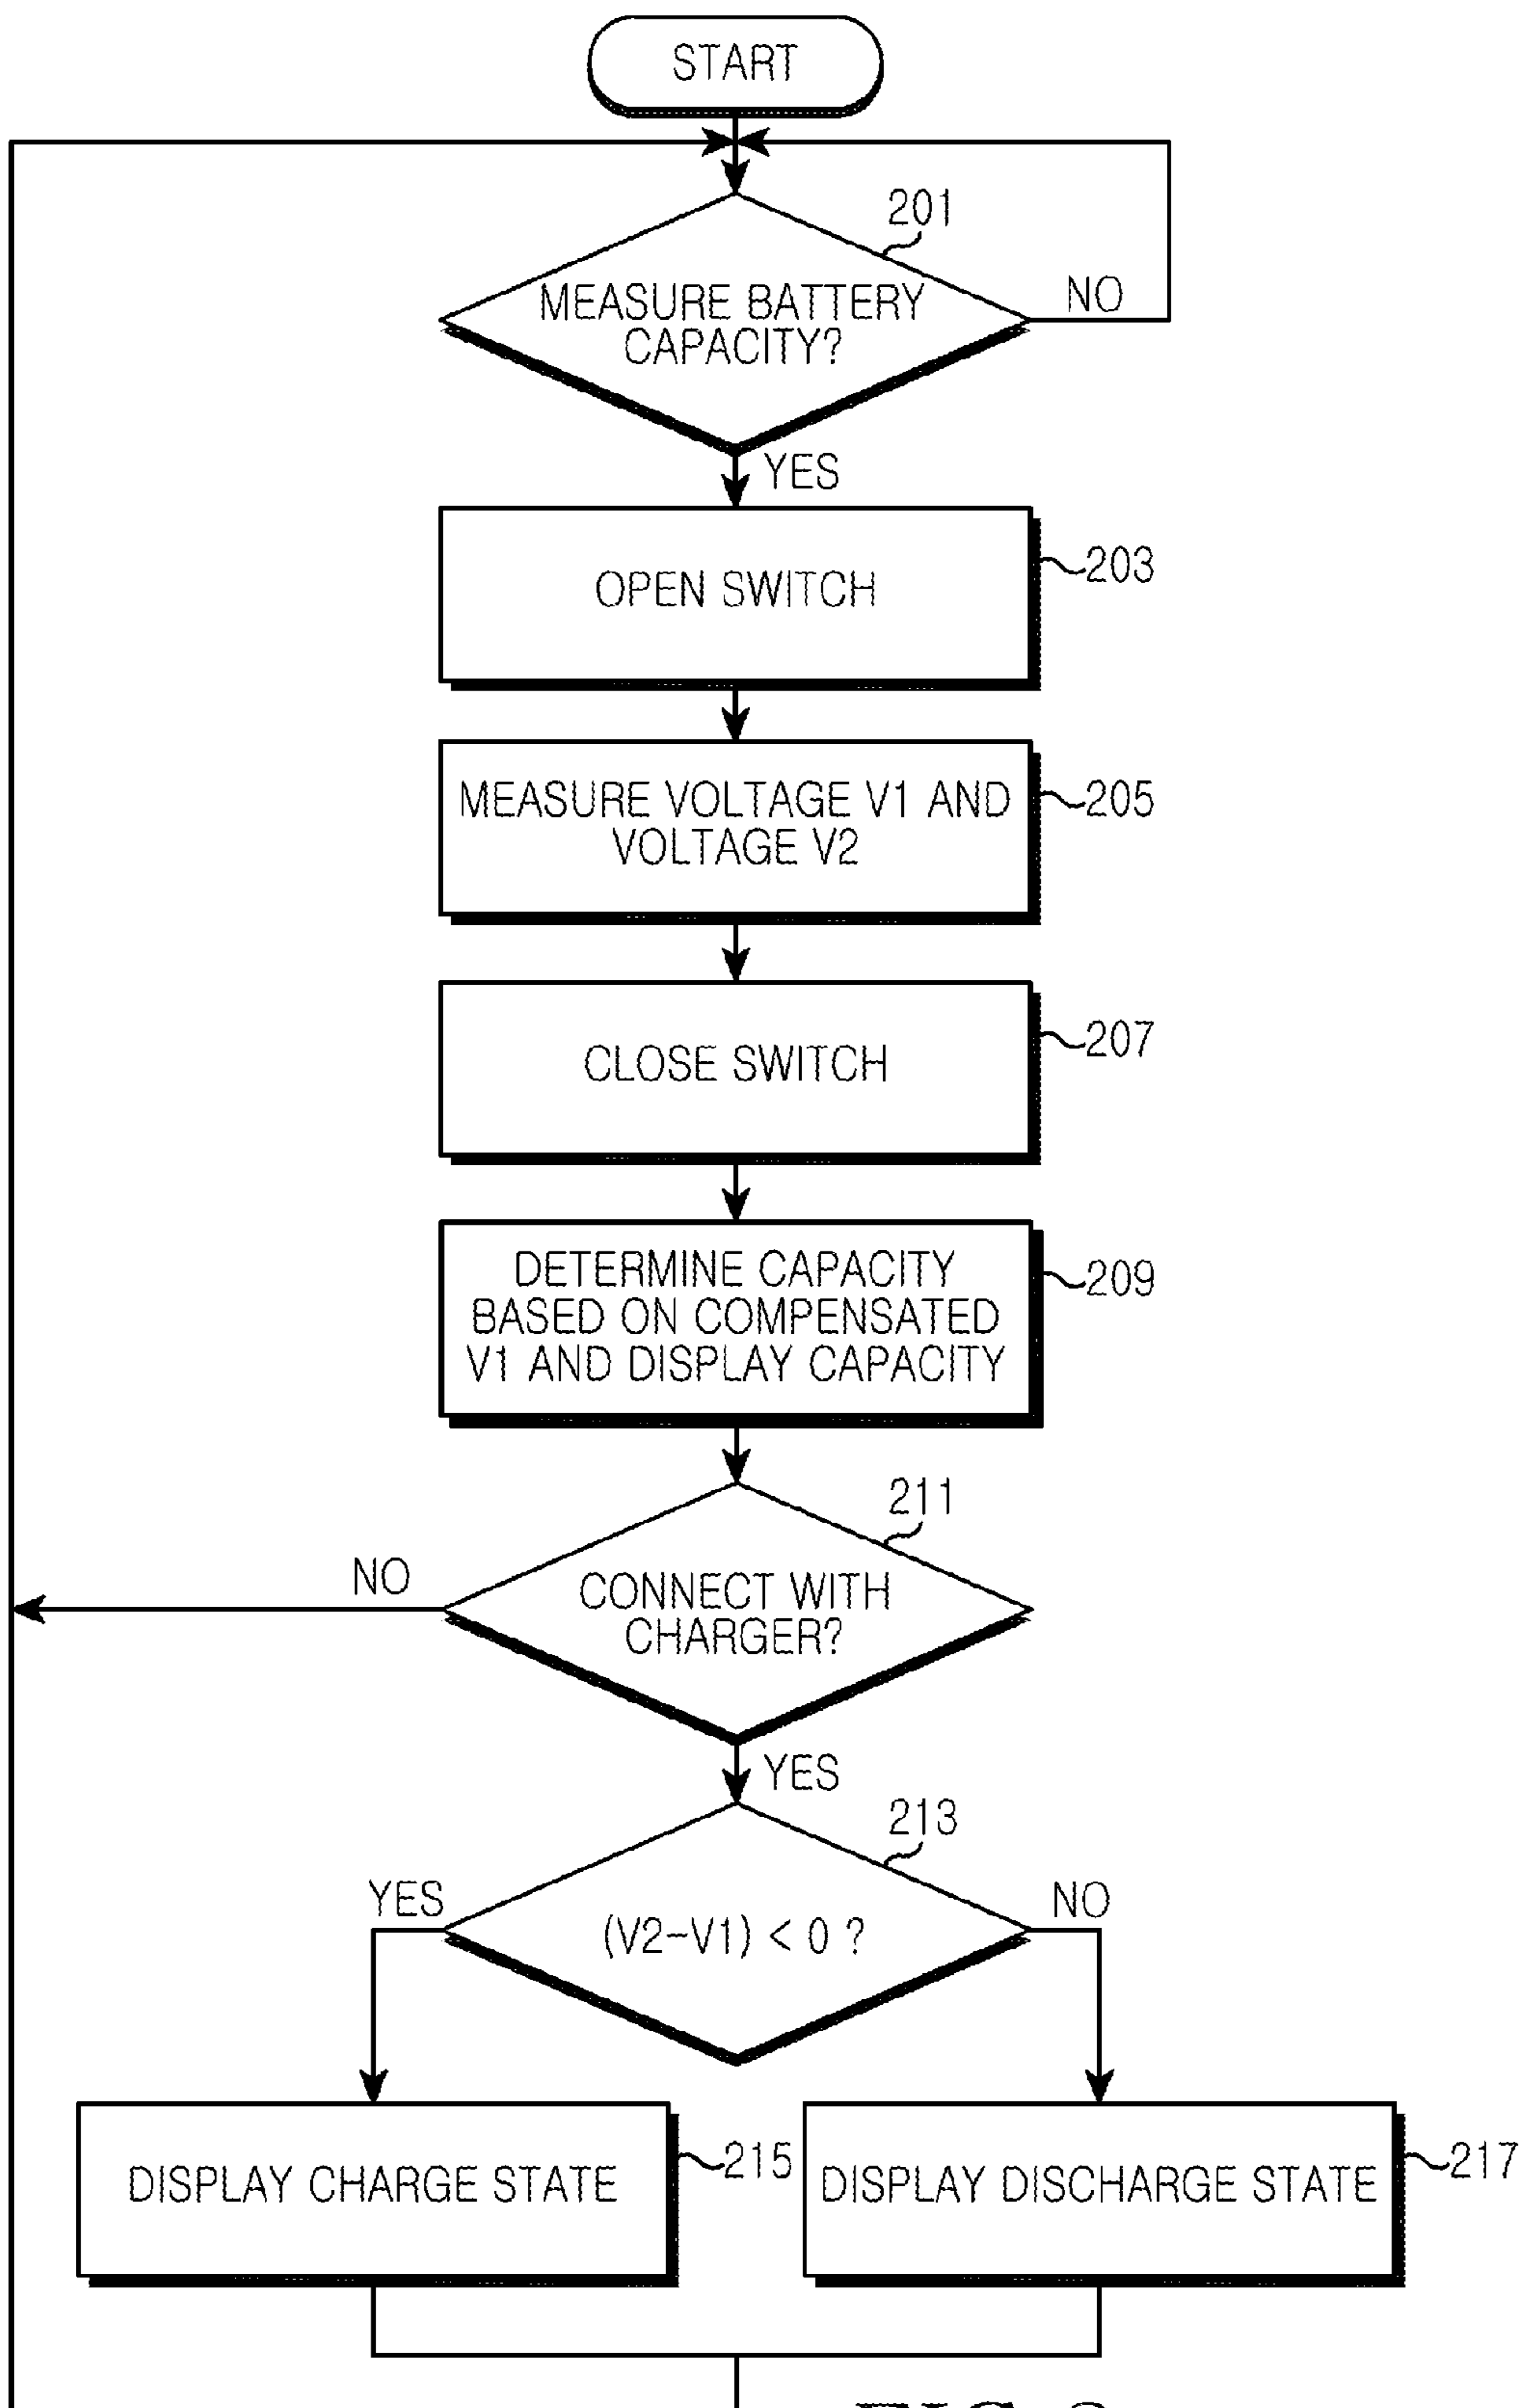 START
201
MEASURE BATTERY
CAPACITY?
NO
YES
OPEN SWITCH
203
MEASURE VOLTAGE V1 AND
VOLTAGE V2
205
CLOSE SWITCH
207
DETERMINE CAPACITY
BASED ON COMPENSATED
V1 AND DISPLAY CAPACITY
209
211
NO
CONNECT WITH
CHARGER?
YES
213
YES
NO
(V2-V1) < 0 ?
DISPLAY CHARGE STATE
215
DISPLAY DISCHARGE STATE
217